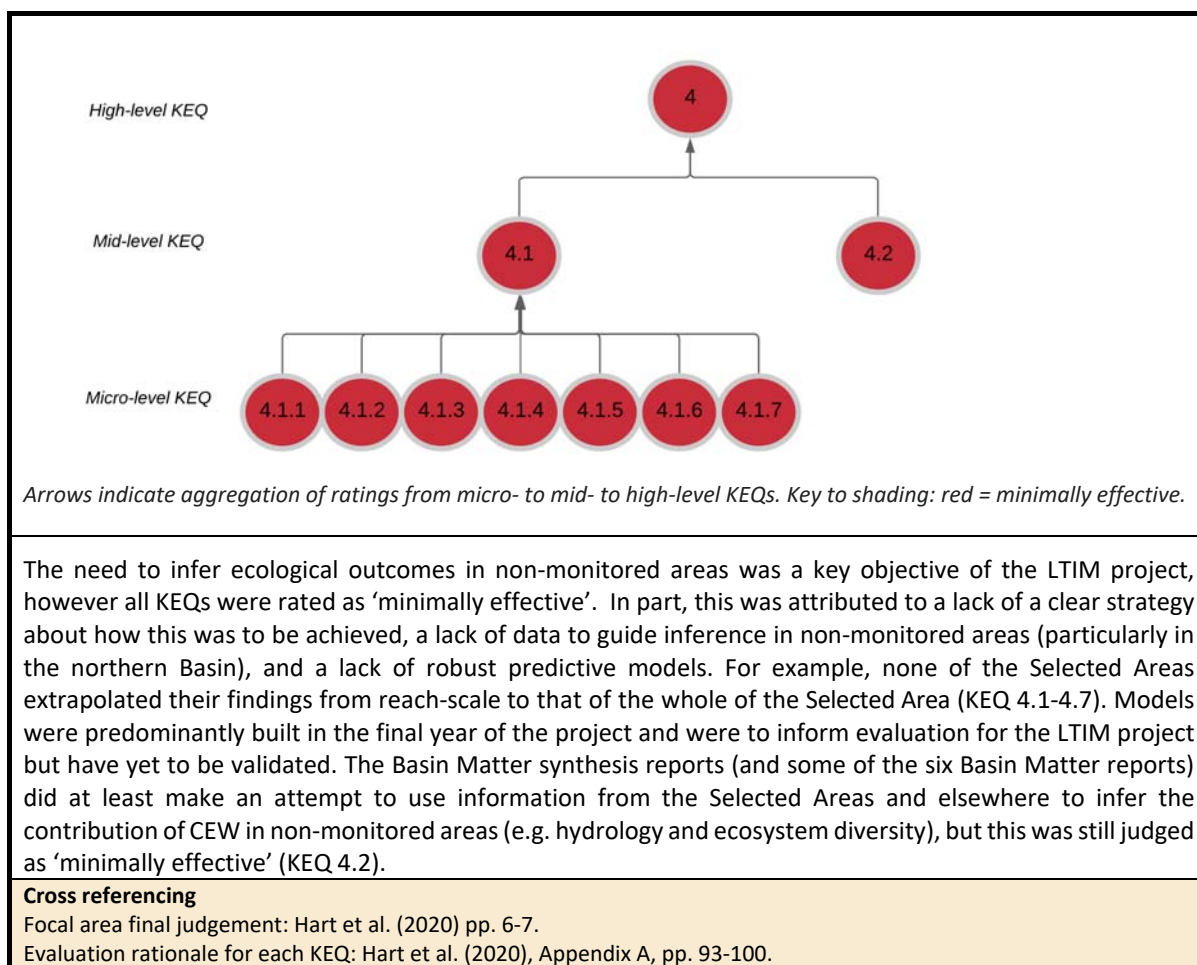 High-level KEQ
4
Mid-level KEQ
4.1
4.2
Micro-level KEQ
4.1.1 4.1.2 4.1.3 4.1.4 4.1.5 4.1.6 4.1.7
Arrows indicate aggregation of ratings from micro- to mid- to high-level KEQs. Key to shading: red = minimally effective.
The need to infer ecological outcomes in non-monitored areas was a key objective of the LTIM project,
however all KEQs were rated as ‘minimally effective’. In part, this was attributed to a lack of a clear strategy
about how this was to be achieved, a lack of data to guide inference in non-monitored areas (particularly in
the northern Basin), and a lack of robust predictive models. For example, none of the Selected Areas
extrapolated their findings from reach-scale to that of the whole of the Selected Area (KEQ 4.1-4.7). Models
were predominantly built in the final year of the project and were to inform evaluation for the LTIM project
but have yet to be validated. The Basin Matter synthesis reports (and some of the six Basin Matter reports)
did at least make an attempt to use information from the Selected Areas and elsewhere to infer the
contribution of CEW in non-monitored areas (e.g. hydrology and ecosystem diversity), but this was still judged
as ‘minimally effective’ (KEQ 4.2).
Cross referencing
Focal area final judgement: Hart et al. (2020) pp. 6-7.
Evaluation rationale for each KEQ: Hart et al. (2020), Appendix A, pp. 93-100.